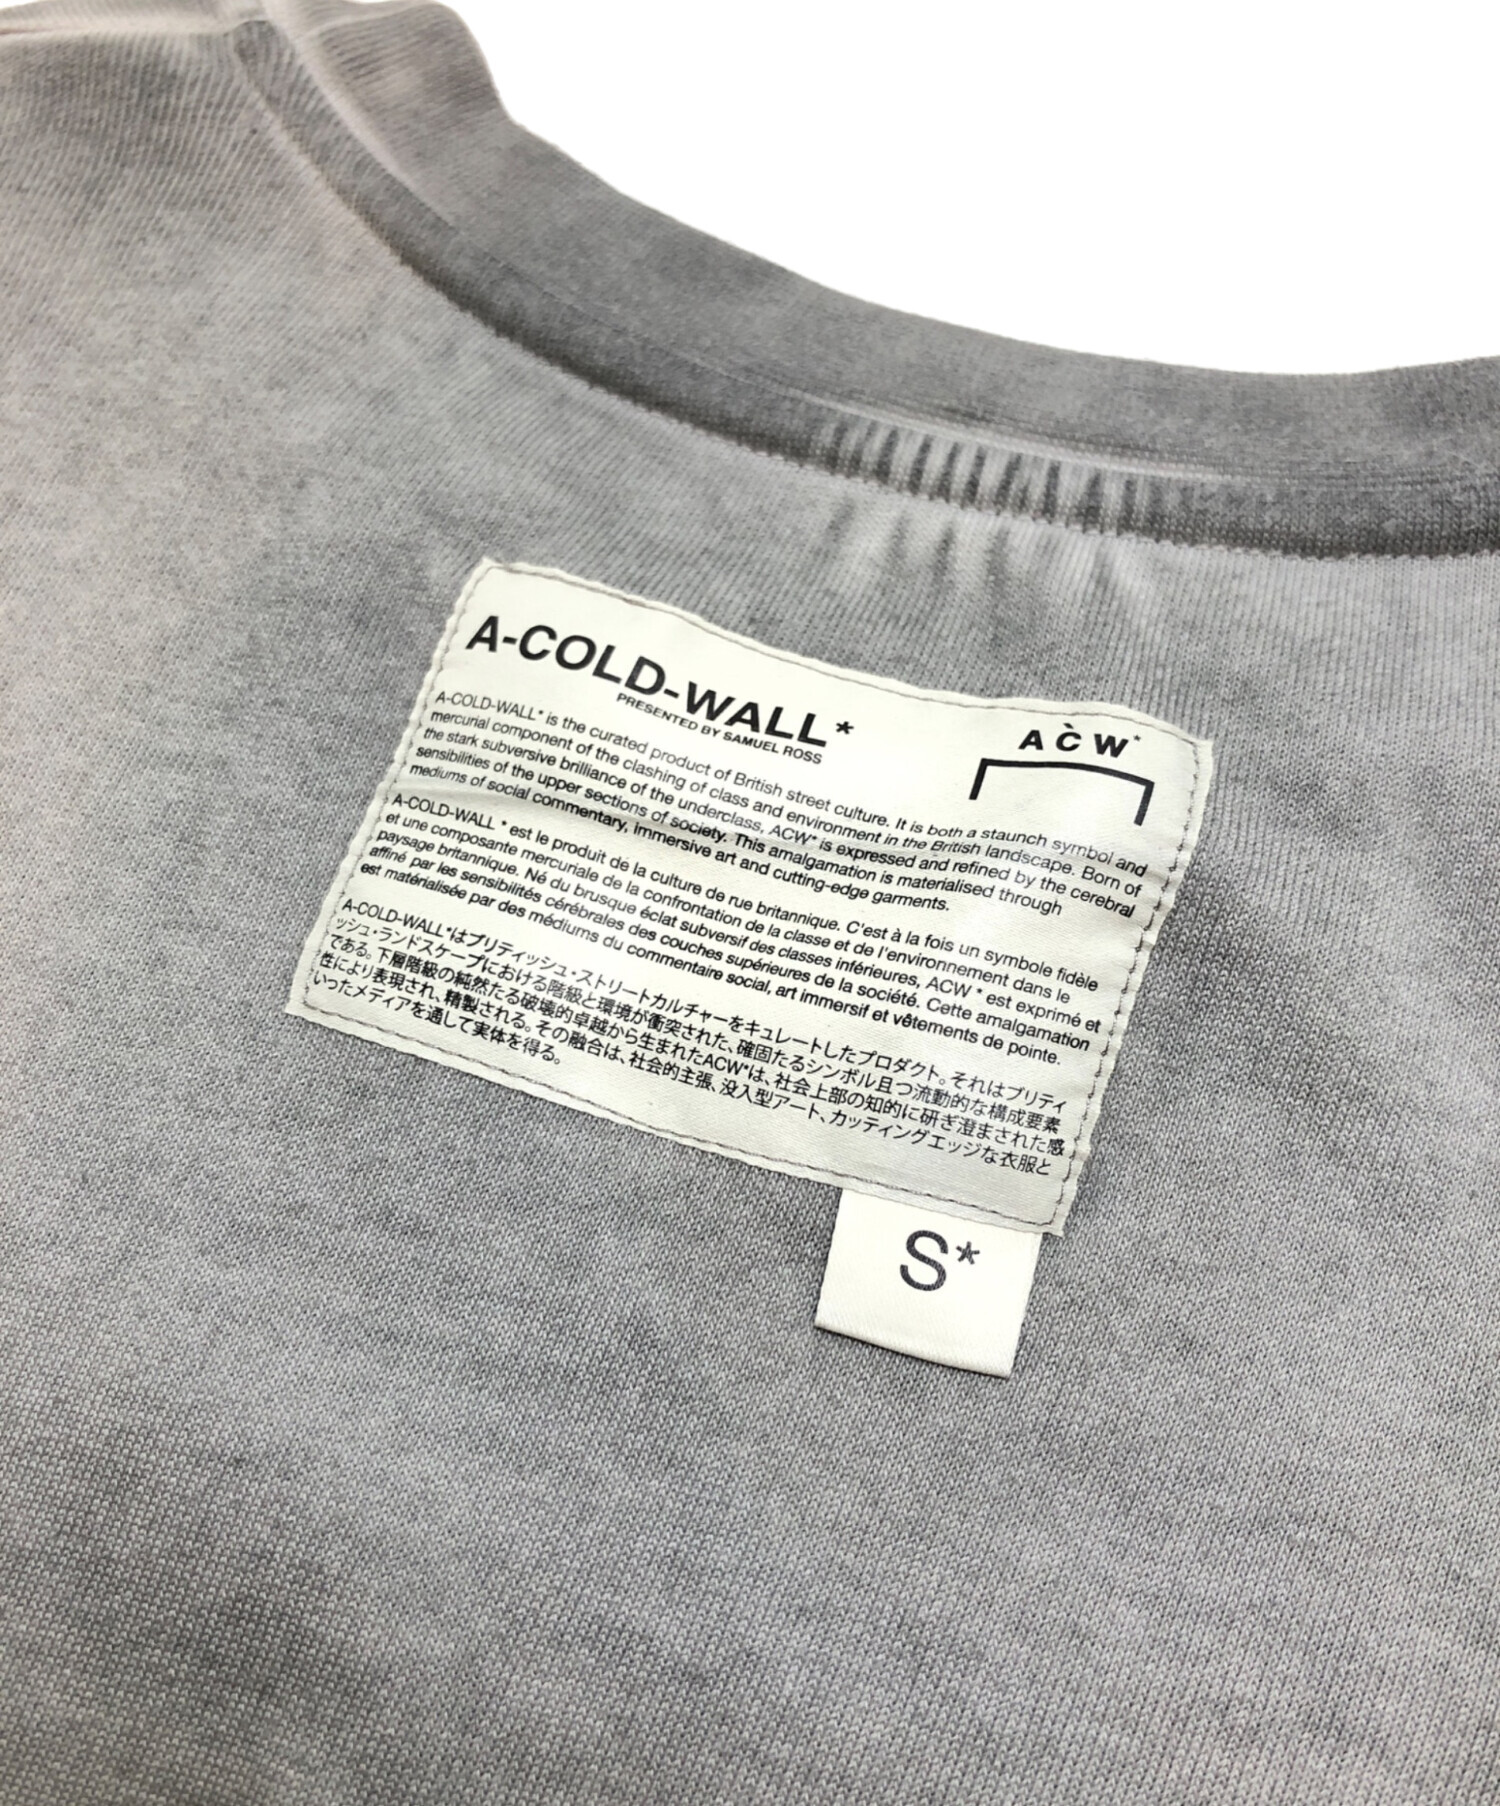 A-COLD-WALL*
PRESENTED BY SAMUEL ROSS
ACW*
A-COLD-WALL* is the curated product of British street culture. It is both a staunch symbol and
mercurial component of the clashing of class and environment in the British landscape. Born of
the stark subversive brilliance of the underclass, ACW* is expressed and refined by the cerebral
sensibilities of the upper sections of society. This amalgamation is materialised through
mediums of social commentary, immersive art and cutting-edge garments.
A-COLD-WALL * est le produit de la culture de rue britannique. C'est à la fois un symbole fidèle
et une composante mercuriale de la confrontation de la classe et de l'environnement dans le
paysage britannique. Né du brusque éclat subversif des classes inférieures, ACW * est exprimé et
affiné par les sensibilités cérébrales des couches supérieures de la société. Cette amalgamation
est matérialisée par des médiums du commentaire social, art immersif et vêtements de pointe.
A-COLD-WALL*はブリティッシュ・ストリートカルチャーをキュレートしたプロダクト。それはブリティ
ッシュ・ランドスケープにおける階級と環境が衝突された、確固たるシンボル且つ流動的な構成要素
である。下層階級の純然たる破壊的卓越から生まれたACW*は、社会上部の知的に研ぎ澄まされた感
性により表現され、精製される。その融合は、社会的主張、没入型アート、カッティングエッジな衣服と
いったメディアを通して実体を得る。
S*